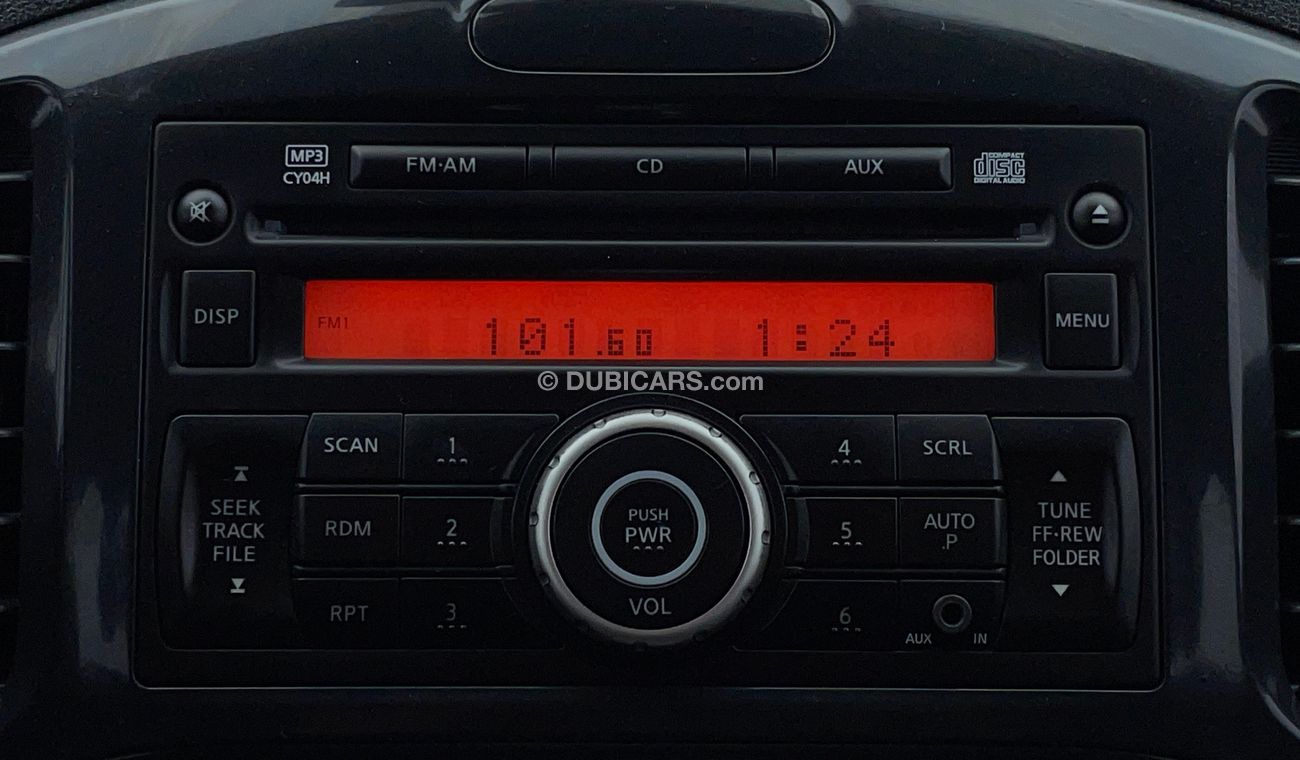 MP3
CY04H
FM·AM
CD
AUX
COMPACT
disc
DIGITAL AUDIO
DISP
FM1
101.60
1:24
MENU
© DUBICARS.com
SEEK
TRACK
FILE
SCAN
1
RDM
2
RPT
3
PUSH
PWR
VOL
4
SCRL
5
AUTO
.P
6
AUX IN
TUNE
FF·REW
FOLDER